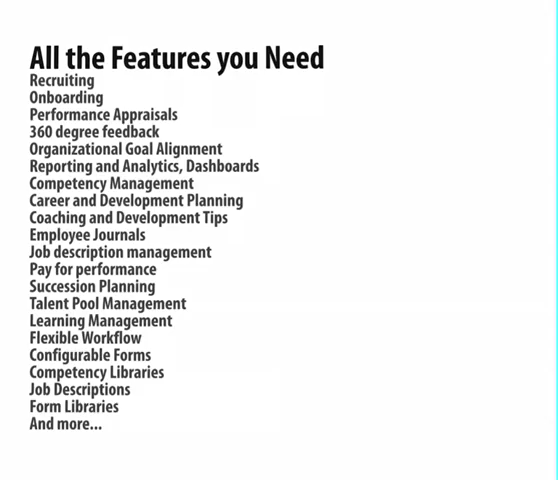 All the Features you Need
Recruiting
Onboarding
Performance Appraisals
360 degree feedback
Organizational Goal Alignment
Reporting and Analytics, Dashboards
Competency Management
Career and Development Planning
Coaching and Development Tips
Employee Journals
Job description management
Pay for performance
Succession Planning
Talent Pool Management
Learning Management
Flexible Workflow
Configurable Forms
Competency Libraries
Job Descriptions
Form Libraries
And more...